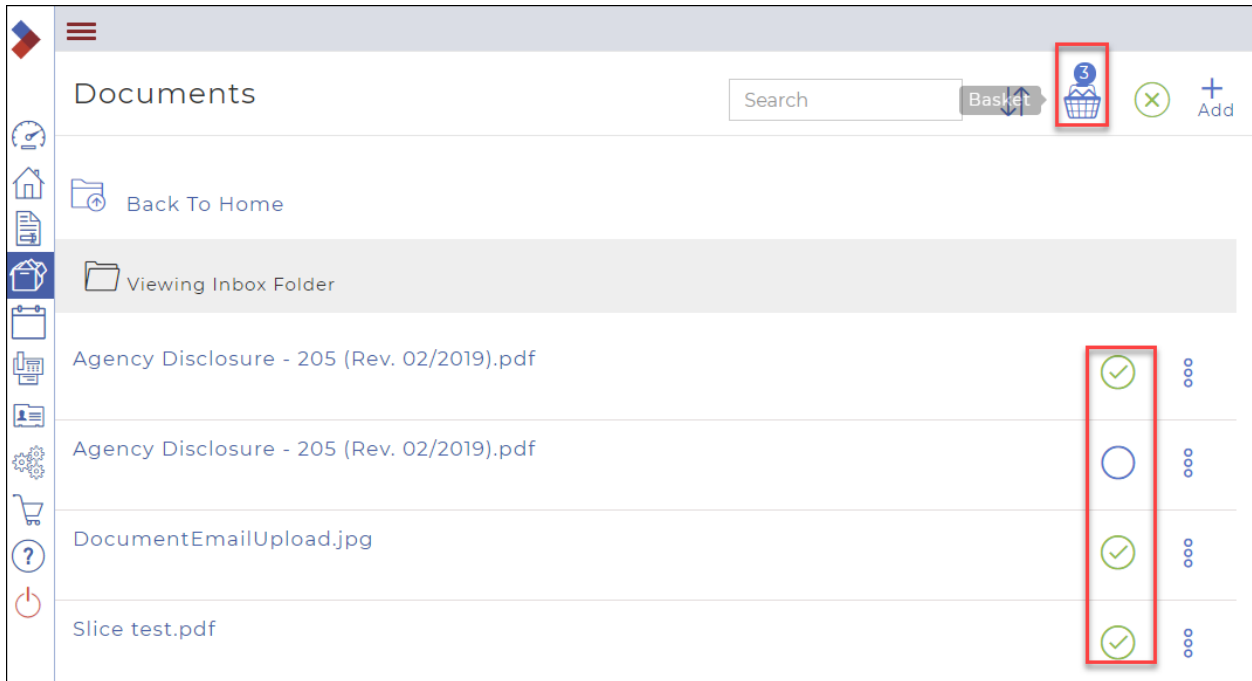 3
Documents
Search
Basket
Add
Back To Home
Viewing Inbox Folder
Agency Disclosure - 205 (Rev. 02/2019).pdf
Agency Disclosure - 205 (Rev. 02/2019).pdf
DocumentEmailUpload.jpg
?
Slice test.pdf